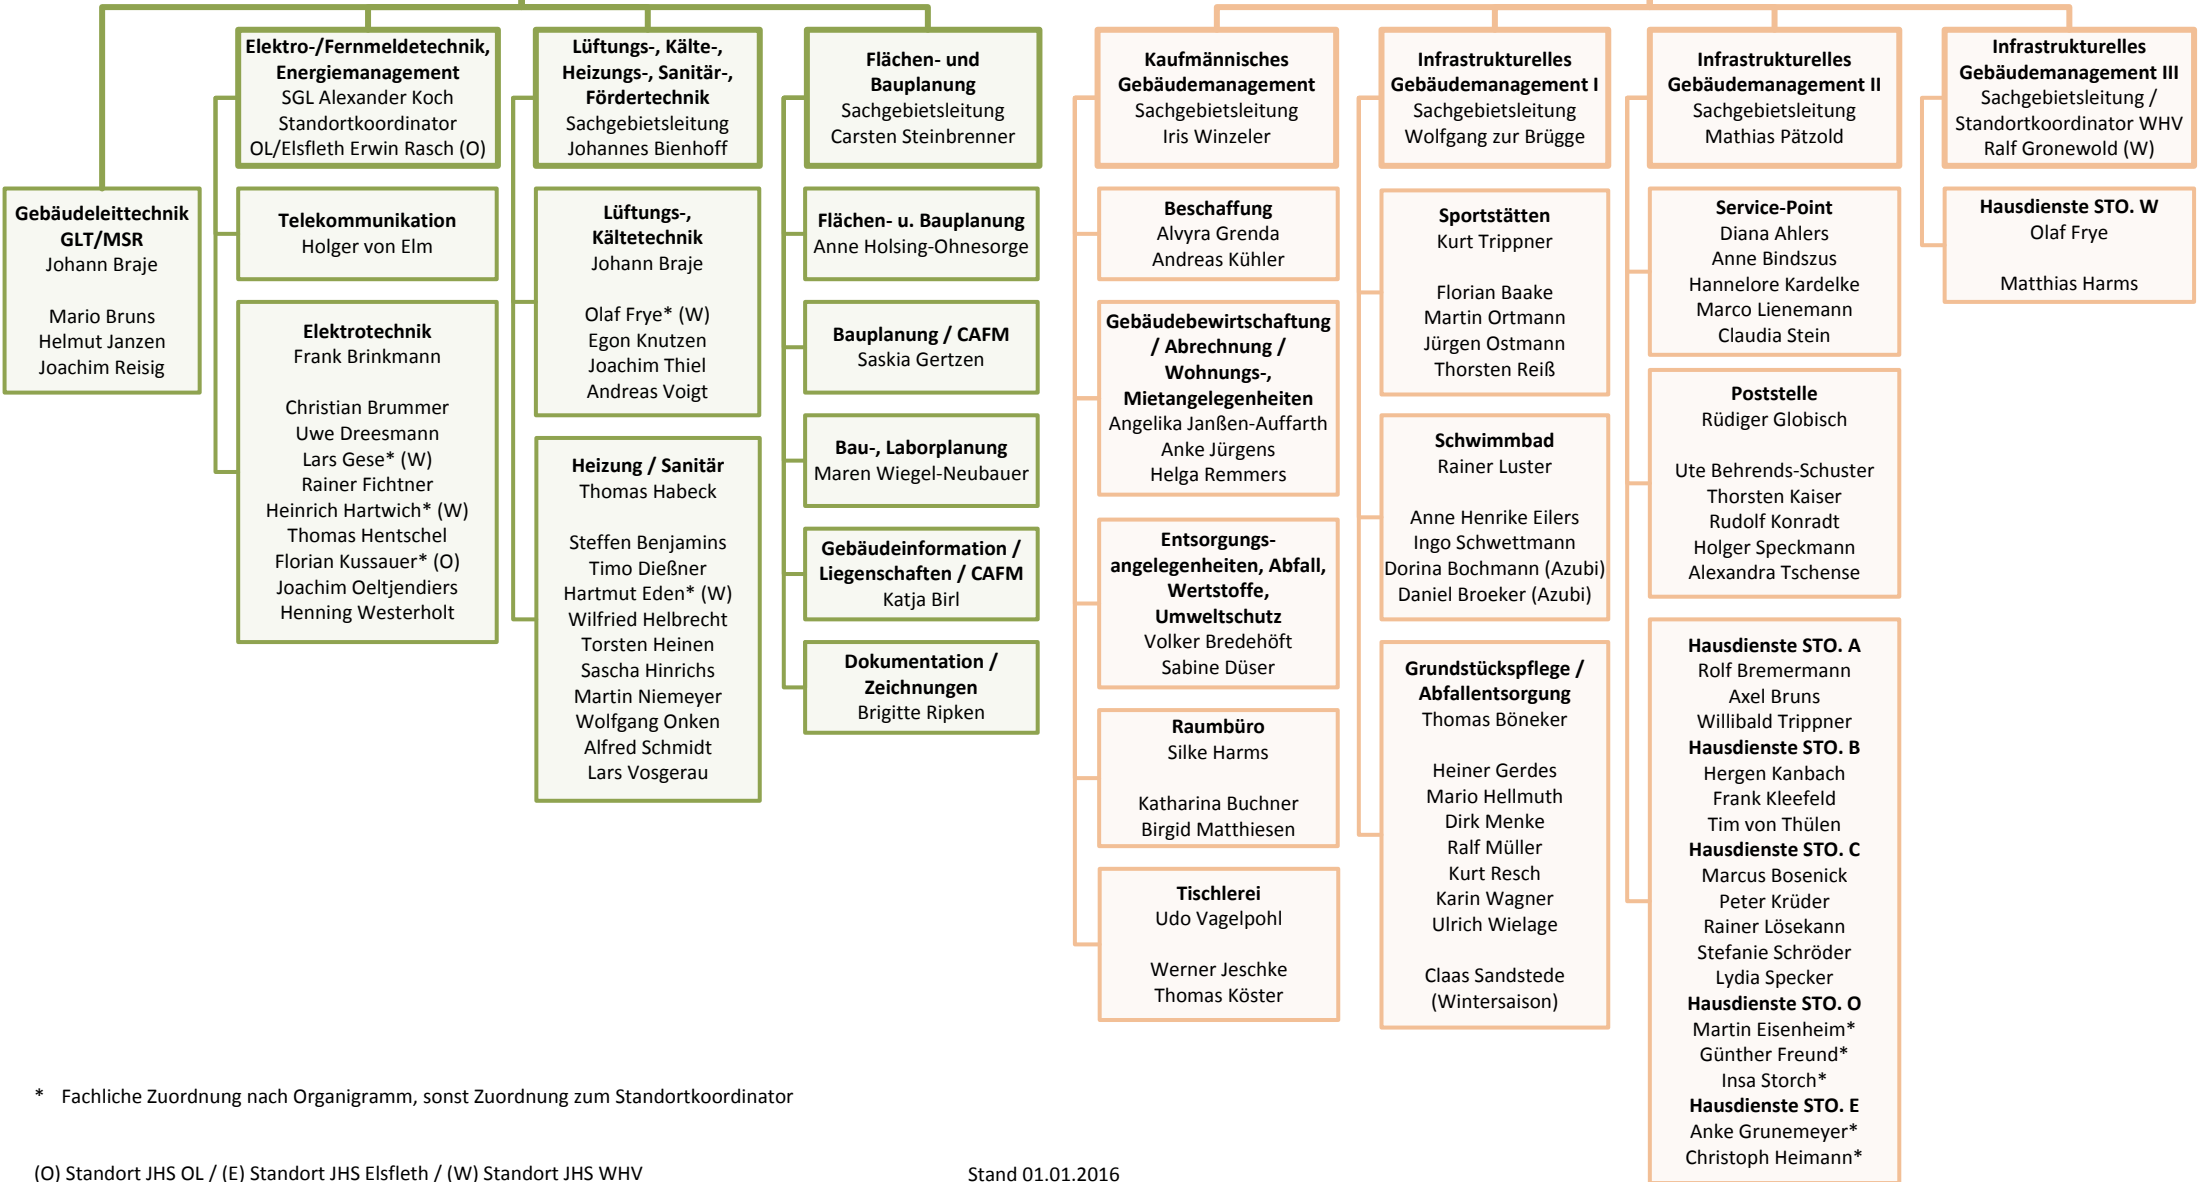 Gebäudeleittechnik
GLT/MSR
Johann Braje
Mario Bruns
Helmut Janzen
Joachim Reisig
Elektro-/Fernmeldetechnik,
Energiemanagement
SGL Alexander Koch
Standortkoordinator
OL/Elsfleth Erwin Rasch (O)
Telekommunikation
Holger von Elm
Elektrotechnik
Frank Brinkmann
Christian Brummer
Uwe Dreesmann
Lars Gese* (W)
Rainer Fichtner
Heinrich Hartwich* (W)
Thomas Hentschel
Florian Kussauer* (O)
Joachim Oeltjendiers
Henning Westerholt
Lüftungs-, Kälte-,
Heizungs-, Sanitär-,
Fördertechnik
Sachgebietsleitung
Johannes Bienhoff
Lüftungs-,
Kältetechnik
Johann Braje
Olaf Frye* (W)
Egon Knutzen
Joachim Thiel
Andreas Voigt
Heizung / Sanitär
Thomas Habeck
Steffen Benjamins
Timo Dießner
Hartmut Eden* (W)
Wilfried Helbrecht
Torsten Heinen
Sascha Hinrichs
Martin Niemeyer
Wolfgang Onken
Alfred Schmidt
Lars Vosgerau
Flächen- und
Bauplanung
Sachgebietsleitung
Carsten Steinbrenner
Flächen- u. Bauplanung
Anne Holsing-Ohnesorge
Bauplanung / CAFM
Saskia Gertzen
Bau-, Laborplanung
Maren Wiegel-Neubauer
Gebäudeinformation /
Liegenschaften / CAFM
Katja Birl
Dokumentation /
Zeichnungen
Brigitte Ripken
Kaufmännisches
Gebäudemanagement
Sachgebietsleitung
Iris Winzeler
Beschaffung
Alvyra Grenda
Andreas Kühler
Gebäudebewirtschaftung
/ Abrechnung /
Wohnungs-,
Mietangelegenheiten
Angelika Janßen-Auffarth
Anke Jürgens
Helga Remmers
Entsorgungs-
angelegenheiten, Abfall,
Wertstoffe,
Umweltschutz
Volker Bredehöft
Sabine Düser
Raumbüro
Silke Harms
Katharina Buchner
Birgid Matthiesen
Tischlerei
Udo Vagelpohl
Werner Jeschke
Thomas Köster
Infrastrukturelles
Gebäudemanagement I
Sachgebietsleitung
Wolfgang zur Brügge
Sportstätten
Kurt Trippner
Florian Baake
Martin Ortmann
Jürgen Ostmann
Thorsten Reiß
Schwimmbad
Rainer Luster
Anne Henrike Eilers
Ingo Schwettmann
Dorina Bochmann (Azubi)
Daniel Broeker (Azubi)
Grundstückspflege /
Abfallentsorgung
Thomas Böneker
Heiner Gerdes
Mario Hellmuth
Dirk Menke
Ralf Müller
Kurt Resch
Karin Wagner
Ulrich Wielage
Claas Sandstede
(Wintersaison)
Infrastrukturelles
Gebäudemanagement II
Sachgebietsleitung
Mathias Pätzold
Service-Point
Diana Ahlers
Anne Bindszus
Hannelore Kardelke
Marco Lienemann
Claudia Stein
Poststelle
Rüdiger Globisch
Ute Behrends-Schuster
Thorsten Kaiser
Rudolf Konradt
Holger Speckmann
Alexandra Tschense
Hausdienste STO. A
Rolf Bremermann
Axel Bruns
Willibald Trippner
Hausdienste STO. B
Hergen Kanbach
Frank Kleefeld
Tim von Thülen
Hausdienste STO. C
Marcus Bosenick
Peter Krüder
Rainer Lösekann
Stefanie Schröder
Lydia Specker
Hausdienste STO. O
Martin Eisenheim*
Günther Freund*
Insa Storch*
Hausdienste STO. E
Anke Grunemeyer*
Christoph Heimann*
Infrastrukturelles
Gebäudemanagement III
Sachgebietsleitung /
Standortkoordinator WHV
Ralf Gronewold (W)
Hausdienste STO. W
Olaf Frye
Matthias Harms
* Fachliche Zuordnung nach Organigramm, sonst Zuordnung zum Standortkoordinator
(O) Standort JHS OL / (E) Standort JHS Elsfleth / (W) Standort JHS WHV
Stand 01.01.2016